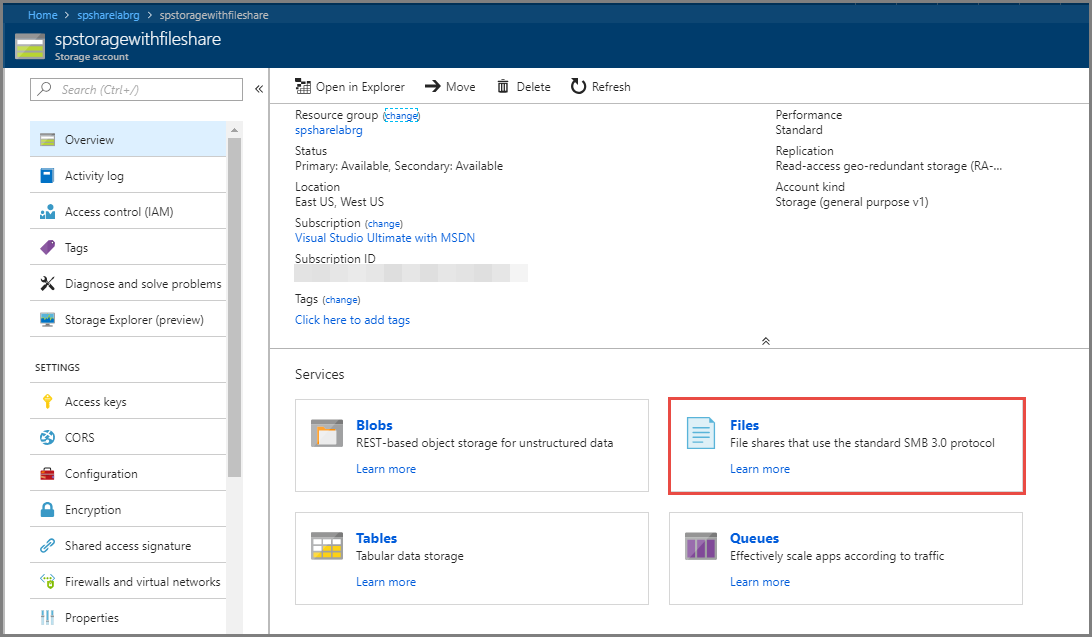 Home > spsharelabrg > spstoragewithfileshare
spstoragewithfileshare
Storage account
Search (Ctrl+/)
«
Overview
Activity log
Access control (IAM)
Tags
Diagnose and solve problems
Storage Explorer (preview)
SETTINGS
Access keys
CORS
Configuration
Encryption
Shared access signature
Firewalls and virtual networks
Properties
Open in Explorer Move Delete Refresh
Resource group (change)
spsharelabrg
Status
Primary: Available, Secondary: Available
Location
East US, West US
Subscription (change)
Visual Studio Ultimate with MSDN
Subscription ID
Tags (change)
Click here to add tags
Performance
Standard
Replication
Read-access geo-redundant storage (RA-...
Account kind
Storage (general purpose v1)
Services
Blobs
REST-based object storage for unstructured data
Learn more
Files
File shares that use the standard SMB 3.0 protocol
Learn more
Tables
Tabular data storage
Learn more
Queues
Effectively scale apps according to traffic
Learn more